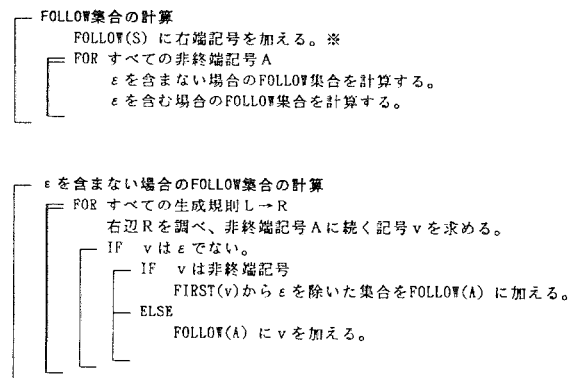 FOLLOW集合の計算
FOLLOW(S) に右端記号を加える。※
FOR すべての非終端記号A
εを含まない場合のFOLLOW集合を計算する。
εを含む場合のFOLLOW集合を計算する。
εを含まない場合のFOLLOW集合の計算
FOR すべての生成規則L→R
右辺Rを調べ、非終端記号Aに続く記号vを求める。
IF vはεでない。
IF vは非終端記号
FIRST(v)からεを除いた集合をFOLLOW(A) に加える。
ELSE
FOLLOW(A) にvを加える。